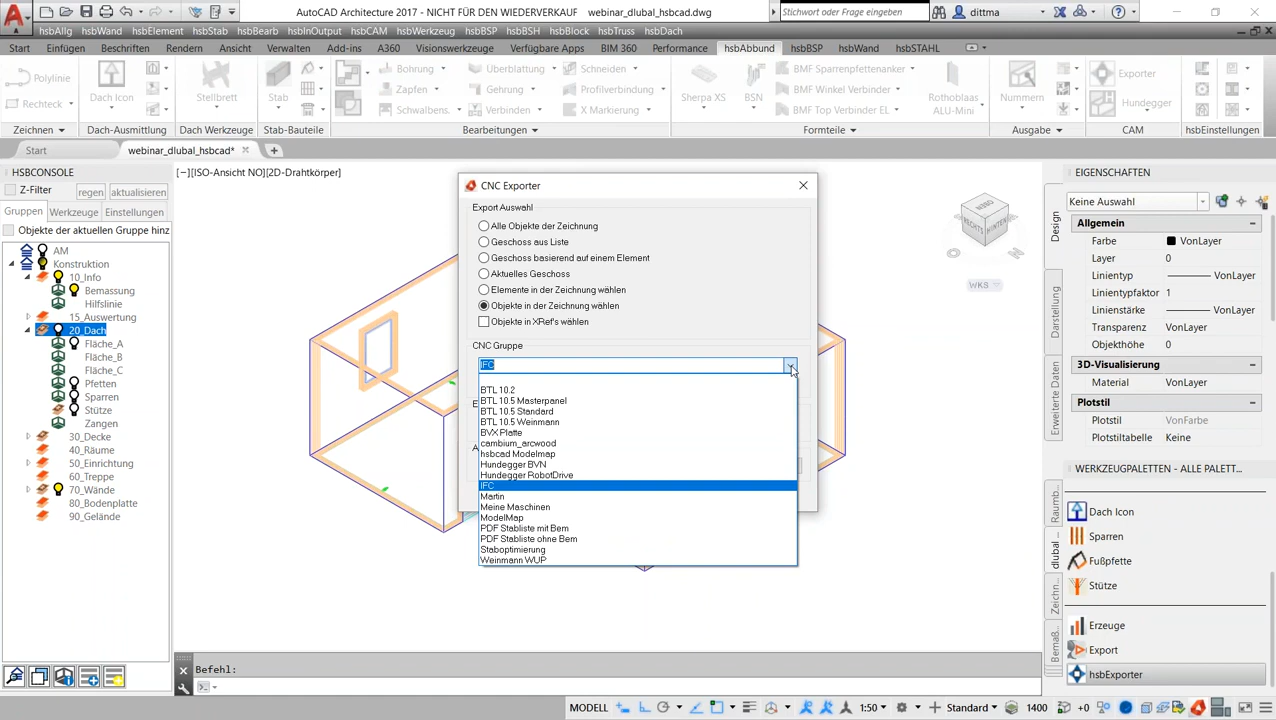 AutoCAD Architecture 2017 - NICHT FÜR DEN WIEDERVERKAUF webinar_dlubal_hsbcad.dwg
Stichwort oder Frage eingeben
dittma
hsbAllg hsbWand hsbElement hsbStab hsbBearb hsbInOutput hsbCAM hsbWerkzeug hsbBSP hsbBSH hsbBlock hsbTruss hsbDach
Start Einfügen Beschriften Rendern Ansicht Verwalten Add-ins A360 Visionswerkzeuge Verfügbare Apps BIM 360 Performance hsbAbbund hsbBSP hsbWand hsbSTAHL
Polylinie
Rechteck
Dach Icon
Stellbrett
Stab
Bohrung
Zapfen
Schwalbens.
Überblattung
Gehrung
Verbinden
Schneiden
Profilverbindung
X Markierung
Sherpa XS
BSN
BMF Sparrenpfettenanker
BMF Winkel Verbinder
BMF Top Verbinder EL
Rothoblaas
ALU-Mini
Nummern
Exporter
Hundegger
Zeichnen Dach-Ausmittlung Dach Werkzeuge Stab-Bauteile Bearbeitungen Formteile Ausgabe CAM hsbEinstellungen
Start webinar_dlubal_hsbcad*
HSBCONSOLE
Z-Filter regen aktualisieren
Gruppen Werkzeuge Einstellungen
Objekte der aktuellen Gruppe hinz
AM
Konstruktion
10_Info
Bemassung
Hilfslinie
15_Auswertung
20_Dach
Fläche_A
Fläche_B
Fläche_C
Pfetten
Sparren
Stütze
Zangen
30_Decke
40_Räume
50_Einrichtung
60_Treppe
70_Wände
80_Bodenplatte
90_Gelände
[−][ISO-Ansicht NO][2D-Drahtkörper]
CNC Exporter
Export Auswahl
Alle Objekte der Zeichnung
Geschoss aus Liste
Geschoss basierend auf einem Element
Aktuelles Geschoss
Elemente in der Zeichnung wählen
Objekte in der Zeichnung wählen
Objekte in XRef's wählen
CNC Gruppe
IFC
BTL 10.2
BTL 10.5 Masterpanel
BTL 10.5 Standard
BTL 10.5 Weinmann
BVX Platte
cambium_arcwood
hsbcad Modelmap
Hundegger BVN
Hundegger RobotDrive
IFC
Martin
Meine Maschinen
ModelMap
PDF Stabliste mit Bem
PDF Stabliste ohne Bem
Staboptimierung
Weinmann WUP
E
A
WKS
EIGENSCHAFTEN
Keine Auswahl
Allgemein
Farbe VonLayer
Layer 0
Linientyp VonLayer
Linientypfaktor 1
Linienstärke VonLayer
Transparenz VonLayer
Objekthöhe 0
3D-Visualisierung
Material VonLayer
Plotstil
Plotstil VonFarbe
Plotstiltabelle Keine
Design
Darstellung
Erweiterte Daten
WERKZEUGPALETTEN - ALLE PALETT...
Dach Icon
Sparren
Fußpfette
Stütze
Erzeuge
Export
hsbExporter
Raumb...
dlubal ...
Zeichn...
Bemaß...
Befehl:
MODELL 1:50 Standard 1400 +0